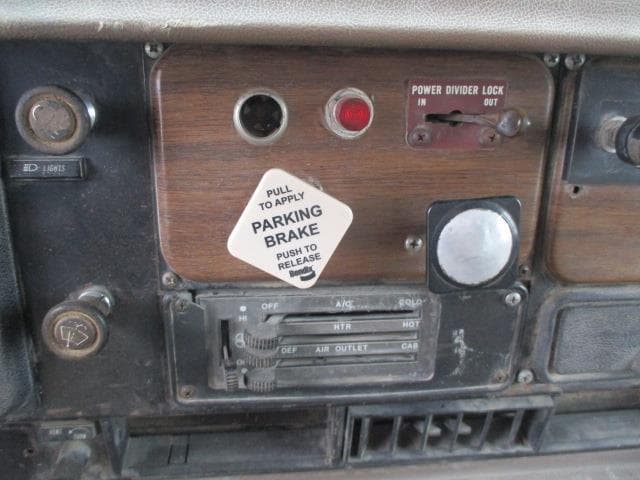 POWER DIVIDER LOCK
IN OUT
LIGHTS
PULL
TO APPLY
PARKING
BRAKE
PUSH TO
RELEASE
Bendix
OFF A/C COLD
HI
HTR HOT
DEF AIR OUTLET CAB